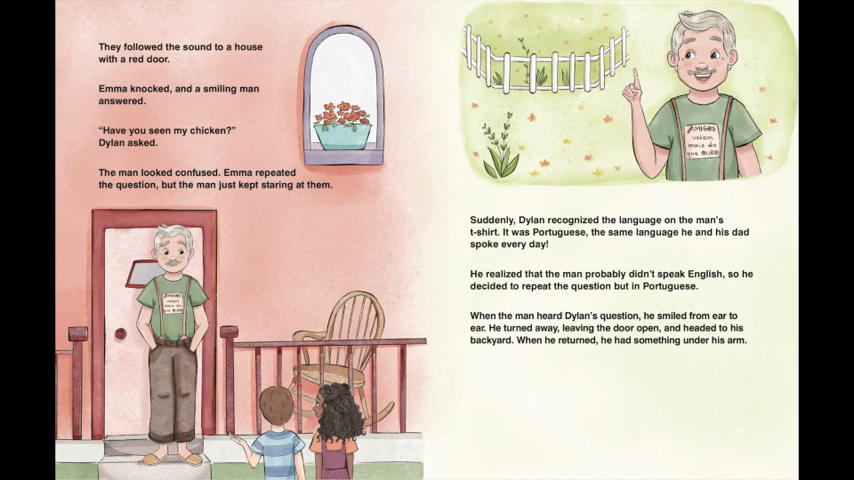 They followed the sound to a house
with a red door.
Emma knocked, and a smiling man
answered.
“Have you seen my chicken?”
Dylan asked.
The man looked confused. Emma repeated
the question, but the man just kept staring at them.
AMIGOS
valem
mais do
que OURO
AMIGOS
valem
mais do
que OURO
Suddenly, Dylan recognized the language on the man’s
t-shirt. It was Portuguese, the same language he and his dad
spoke every day!
He realized that the man probably didn’t speak English, so he
decided to repeat the question but in Portuguese.
When the man heard Dylan’s question, he smiled from ear to
ear. He turned away, leaving the door open, and headed to his
backyard. When he returned, he had something under his arm.